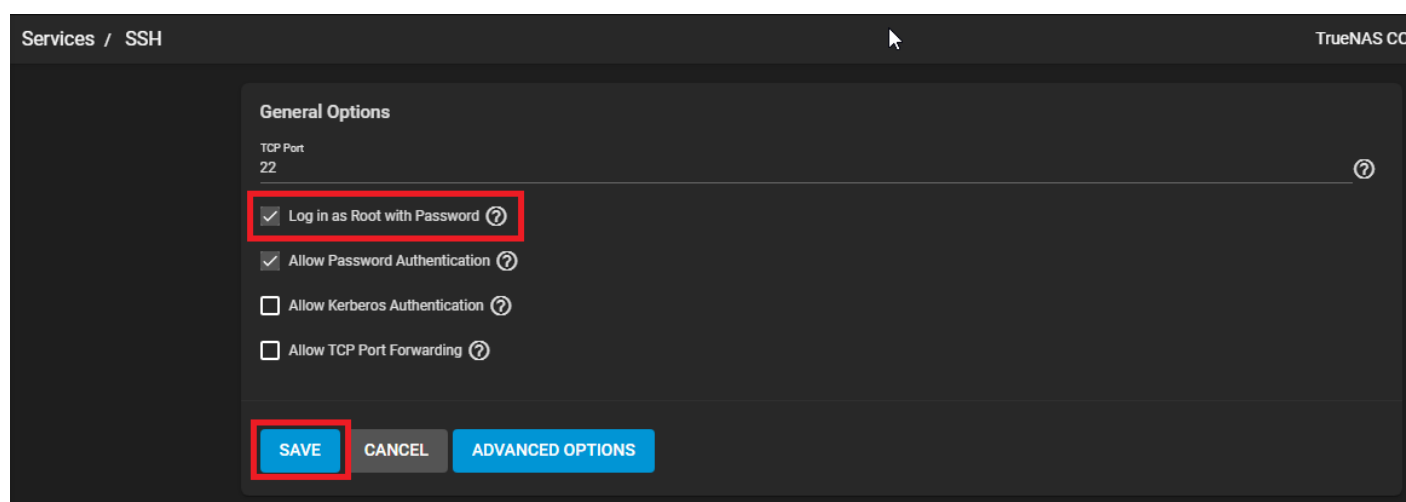 Services / SSH
TrueNAS CO
General Options
TCP Port
22
Log in as Root with Password
Allow Password Authentication
Allow Kerberos Authentication
Allow TCP Port Forwarding
SAVE CANCEL ADVANCED OPTIONS